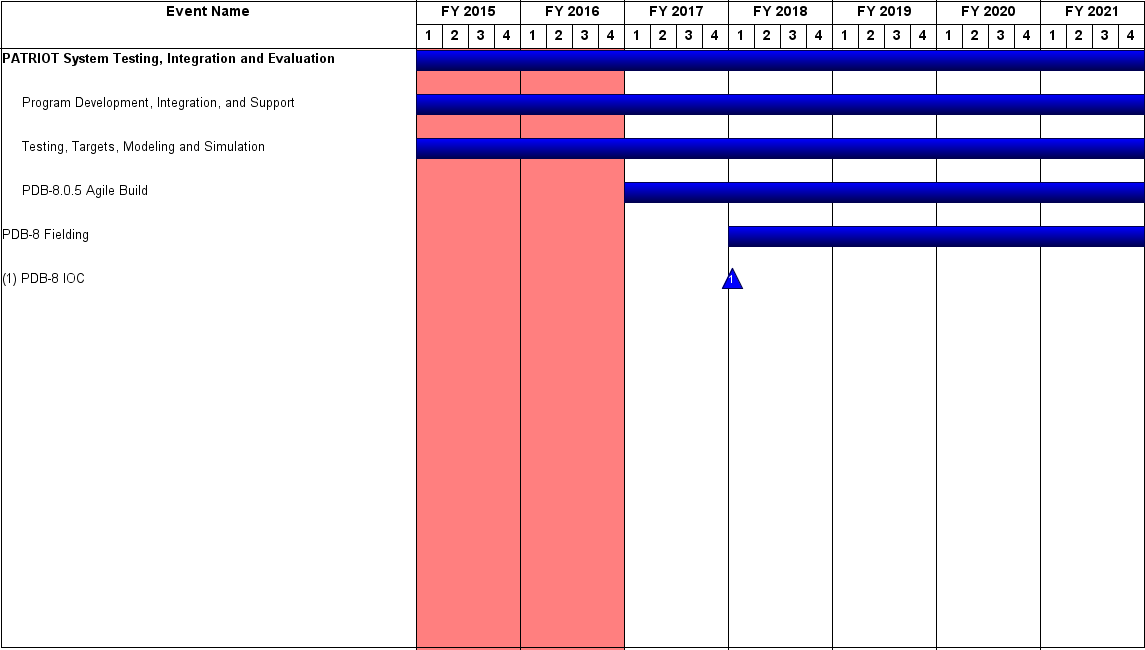 Event Name FY 2015 FY 2016 FY 2017 FY 2018 FY 2019 FY 2020 FY 2021
1 2 3 4 1 2 3 4 1 2 3 4 1 2 3 4 1 2 3 4 1 2 3 4 1 2 3 4
PATRIOT System Testing, Integration and Evaluation
Program Development, Integration, and Support
Testing, Targets, Modeling and Simulation
PDB-8.0.5 Agile Build
PDB-8 Fielding
(1) PDB-8 IOC 1